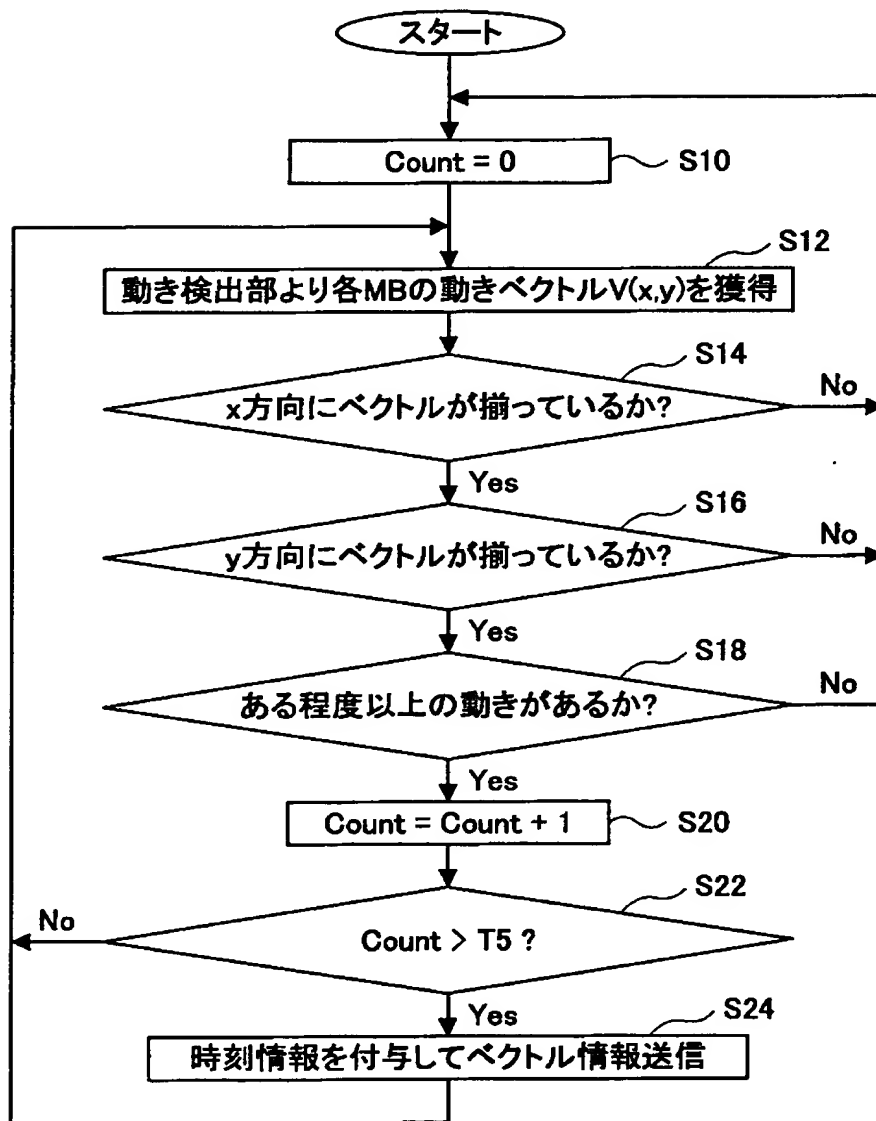 スタート
Count = 0
S10
S12
動き検出部より各MBの動きベクトルV(x,y)を獲得
S14
x方向にベクトルが揃っているか?
No
Yes
S16
y方向にベクトルが揃っているか?
No
Yes
S18
ある程度以上の動きがあるか?
No
Yes
Count = Count + 1
S20
S22
No
Count > T5 ?
Yes
S24
時刻情報を付与してベクトル情報送信